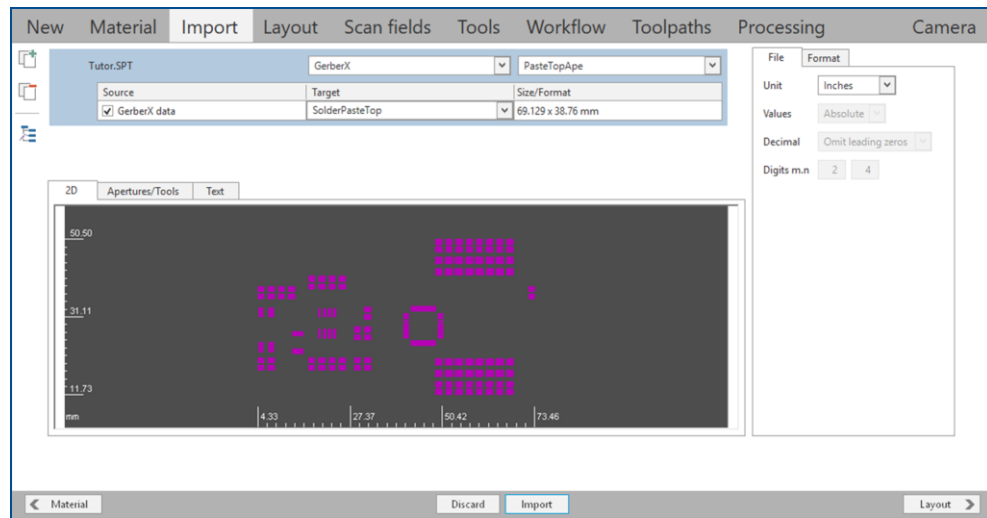 New Material Import Layout Scan fields Tools Workflow Toolpaths Processing Camera
Tutor.SPT GerberX PasteTopApe
Source Target Size/Format
GerberX data SolderPasteTop 69.129 x 38.76 mm
File Format
Unit Inches
Values Absolute
Decimal Omit leading zeros
Digits m.n 2 4
2D Apertures/Tools Text
50.50
31.11
11.73
mm 4.33 27.37 50.42 73.46
Material Discard Import Layout